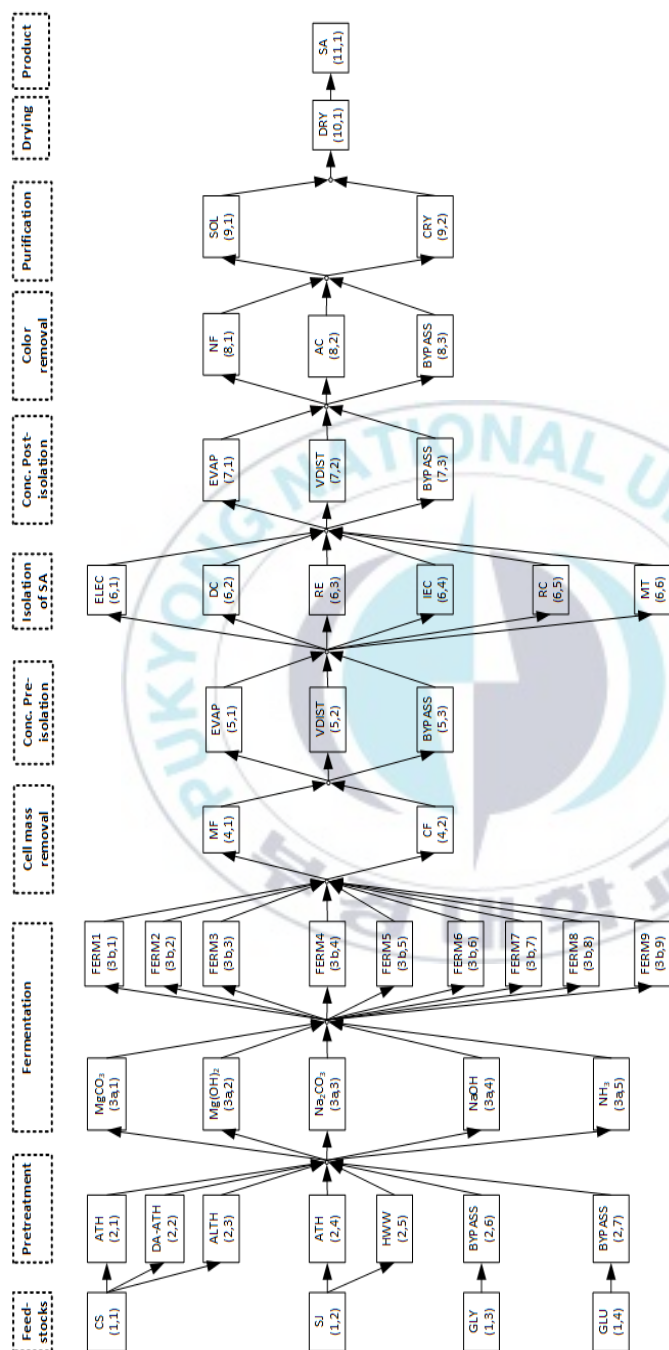 Feed-
stocks
Pretreatment
Fermentation
Cell mass
removal
Conc. Pre-
isolation
Isolation
of SA
Conc. Post-
isolation
Color
removal
Purification
Drying
Product
CS
(1,1)
SJ
(1,2)
GLY
(1,3)
GLU
(1,4)
ATH
(2,1)
DA-ATH
(2,2)
ALTH
(2,3)
ATH
(2,4)
HWW
(2,5)
BYPASS
(2,6)
BYPASS
(2,7)
MgCO₃
(3a,1)
Mg(OH)₂
(3a,2)
Na₂CO₃
(3a,3)
NaOH
(3a,4)
NH₃
(3a,5)
FERM1
(3b,1)
FERM2
(3b,2)
FERM3
(3b,3)
FERM4
(3b,4)
FERM5
(3b,5)
FERM6
(3b,6)
FERM7
(3b,7)
FERM8
(3b,8)
FERM9
(3b,9)
MF
(4,1)
CF
(4,2)
EVAP
(5,1)
VDIST
(5,2)
BYPASS
(5,3)
ELEC
(6,1)
DC
(6,2)
RE
(6,3)
IEC
(6,4)
RC
(6,5)
MT
(6,6)
EVAP
(7,1)
VDIST
(7,2)
BYPASS
(7,3)
NF
(8,1)
AC
(8,2)
BYPASS
(8,3)
SOL
(9,1)
CRY
(9,2)
DRY
(10,1)
SA
(11,1)
PUKYONG NATIONAL U
부경대학교